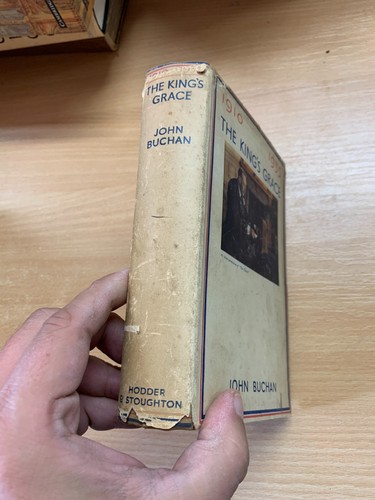 THE KING'S
GRACE
JOHN
BUCHAN
HODDER
& STOUGHTON
1910
THE KING'S GRACE
JOHN BUCHAN